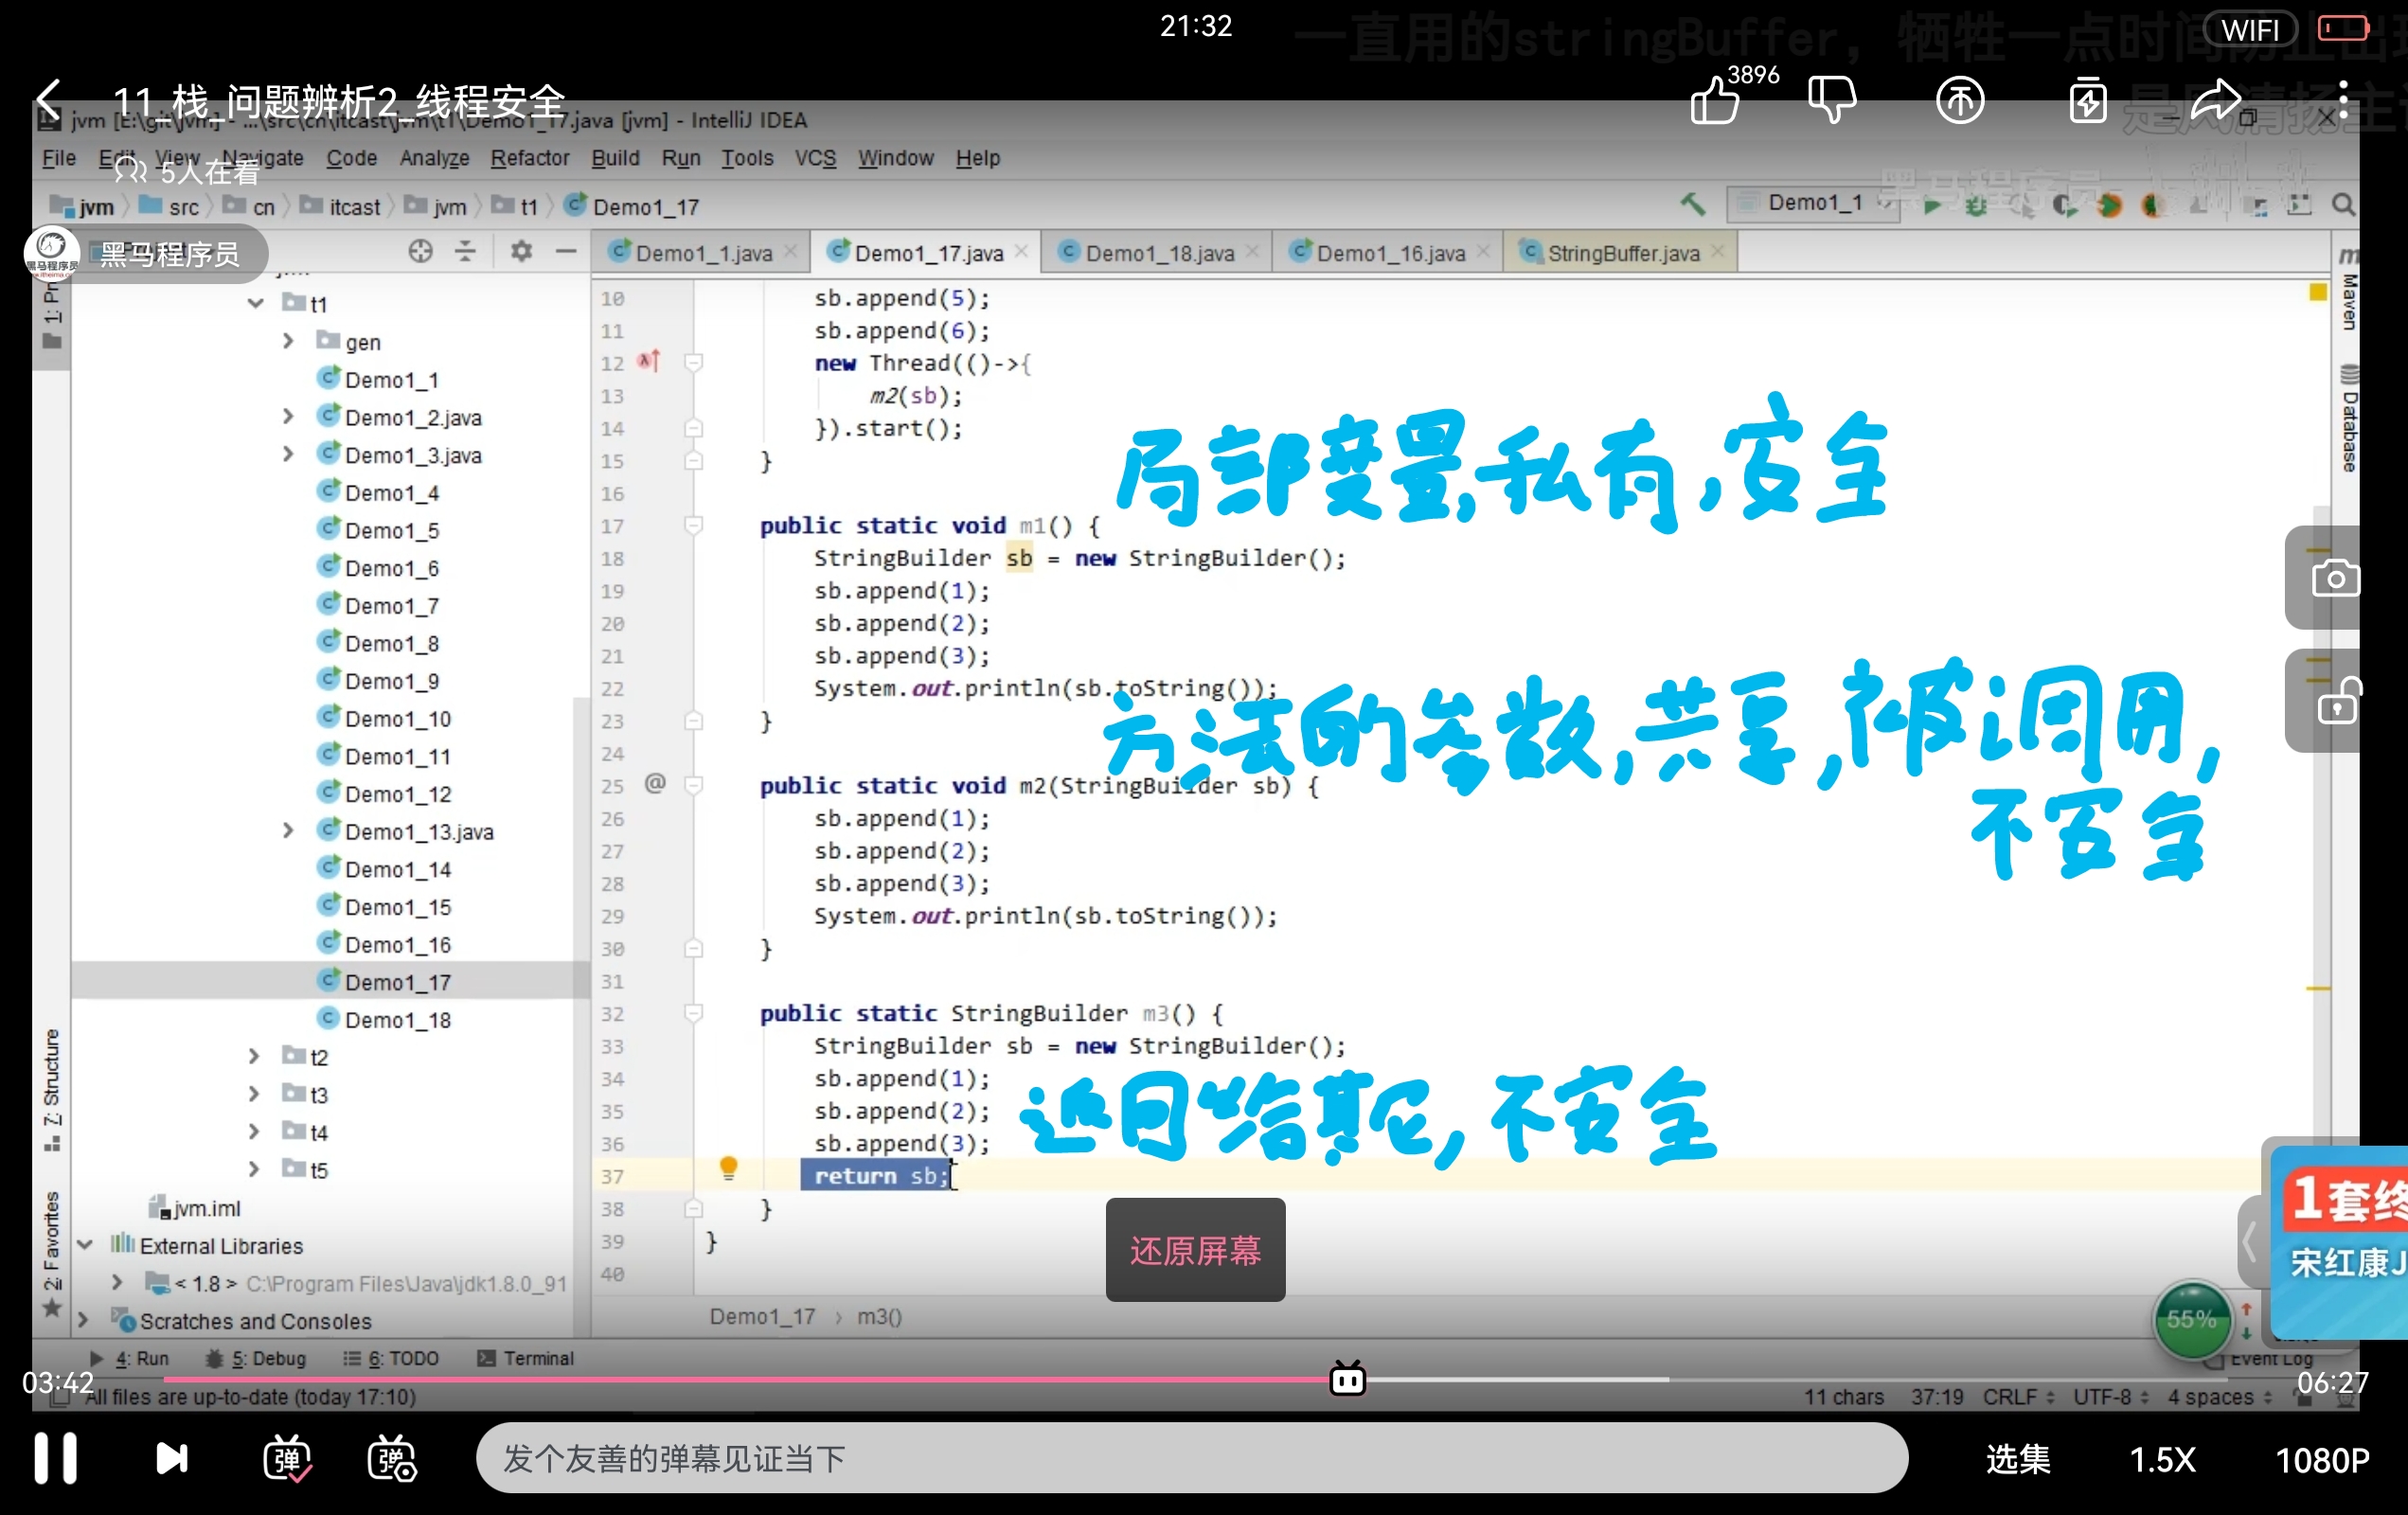 21:32
一直用的stringBuffer，牺牲一点时间防止出
WIFI
11_栈_问题辨析2_线程安全
3896
jvm [E:\git\jvm] - ...\src\cn\itcast\jvm\t1\Demo1_17.java [jvm] - IntelliJ IDEA
File Edit View Navigate Code Analyze Refactor Build Run Tools VCS Window Help
5人在看
jvm src cn itcast jvm t1 Demo1_17
Demo1_1
黑马程序员
黑马程序员
Demo1_1.java Demo1_17.java Demo1_18.java Demo1_16.java StringBuffer.java
Maven
Database
7: Structure
2: Favorites
t1
gen
Demo1_1
Demo1_2.java
Demo1_3.java
Demo1_4
Demo1_5
Demo1_6
Demo1_7
Demo1_8
Demo1_9
Demo1_10
Demo1_11
Demo1_12
Demo1_13.java
Demo1_14
Demo1_15
Demo1_16
Demo1_17
Demo1_18
t2
t3
t4
t5
jvm.iml
External Libraries
< 1.8 > C:\Program Files\Java\jdk1.8.0_91
Scratches and Consoles
10 sb.append(5);
11 sb.append(6);
12 new Thread(()->{
13 m2(sb);
14 }).start();
15 }
16
局部变量,私有,安全
17 public static void m1() {
18 StringBuilder sb = new StringBuilder();
19 sb.append(1);
20 sb.append(2);
21 sb.append(3);
22 System.out.println(sb.toString());
23 }
24
方法的参数,共享,被调用,
不安全
25 @ public static void m2(StringBuilder sb) {
26 sb.append(1);
27 sb.append(2);
28 sb.append(3);
29 System.out.println(sb.toString());
30 }
31
32 public static StringBuilder m3() {
33 StringBuilder sb = new StringBuilder();
34 sb.append(1);
35 sb.append(2);
36 sb.append(3);
返回给其它,不安全
37 return sb;
38 }
39 }
40
还原屏幕
1套终
宋红康J
55%
Demo1_17 › m3()
4: Run 5: Debug 6: TODO Terminal
Event Log
03:42
06:27
All files are up-to-date (today 17:10)
11 chars 37:19 CRLF UTF-8 4 spaces
弹 弹
发个友善的弹幕见证当下
选集 1.5X 1080P